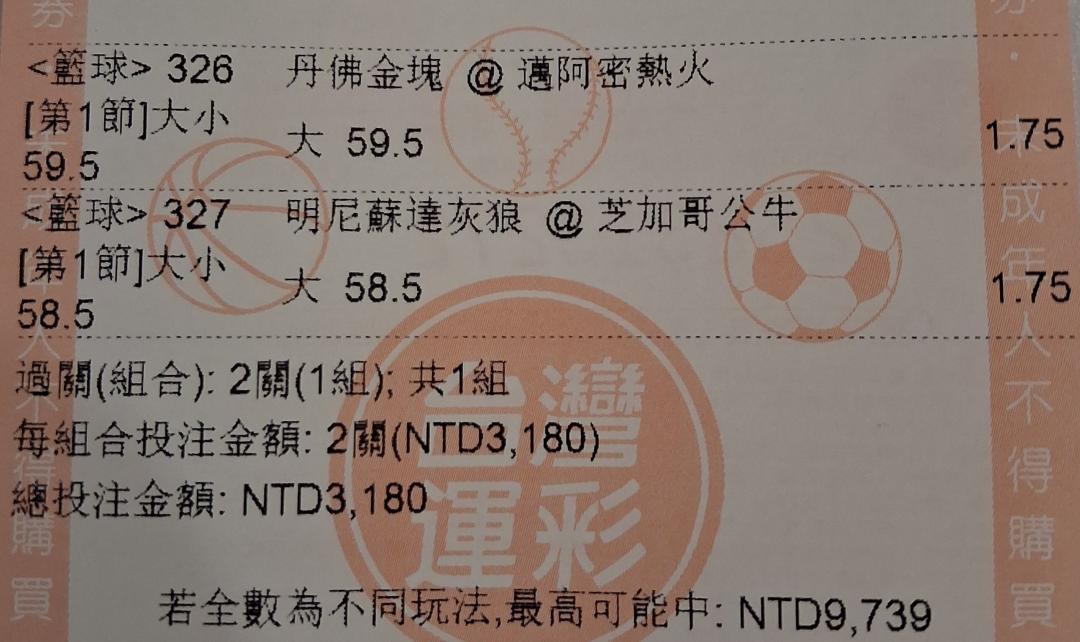 <籃球> 326 丹佛金塊 @ 邁阿密熱火
[第1節]大小
59.5 大 59.5 1.75
<籃球> 327 明尼蘇達灰狼 @ 芝加哥公牛
[第1節]大小
58.5 大 58.5 1.75
過關(組合): 2關(1組); 共1組
每組合投注金額: 2關(NTD3,180)
總投注金額: NTD3,180
若全數為不同玩法,最高可能中: NTD9,739
台灣
運彩
券.未成年人不得購買